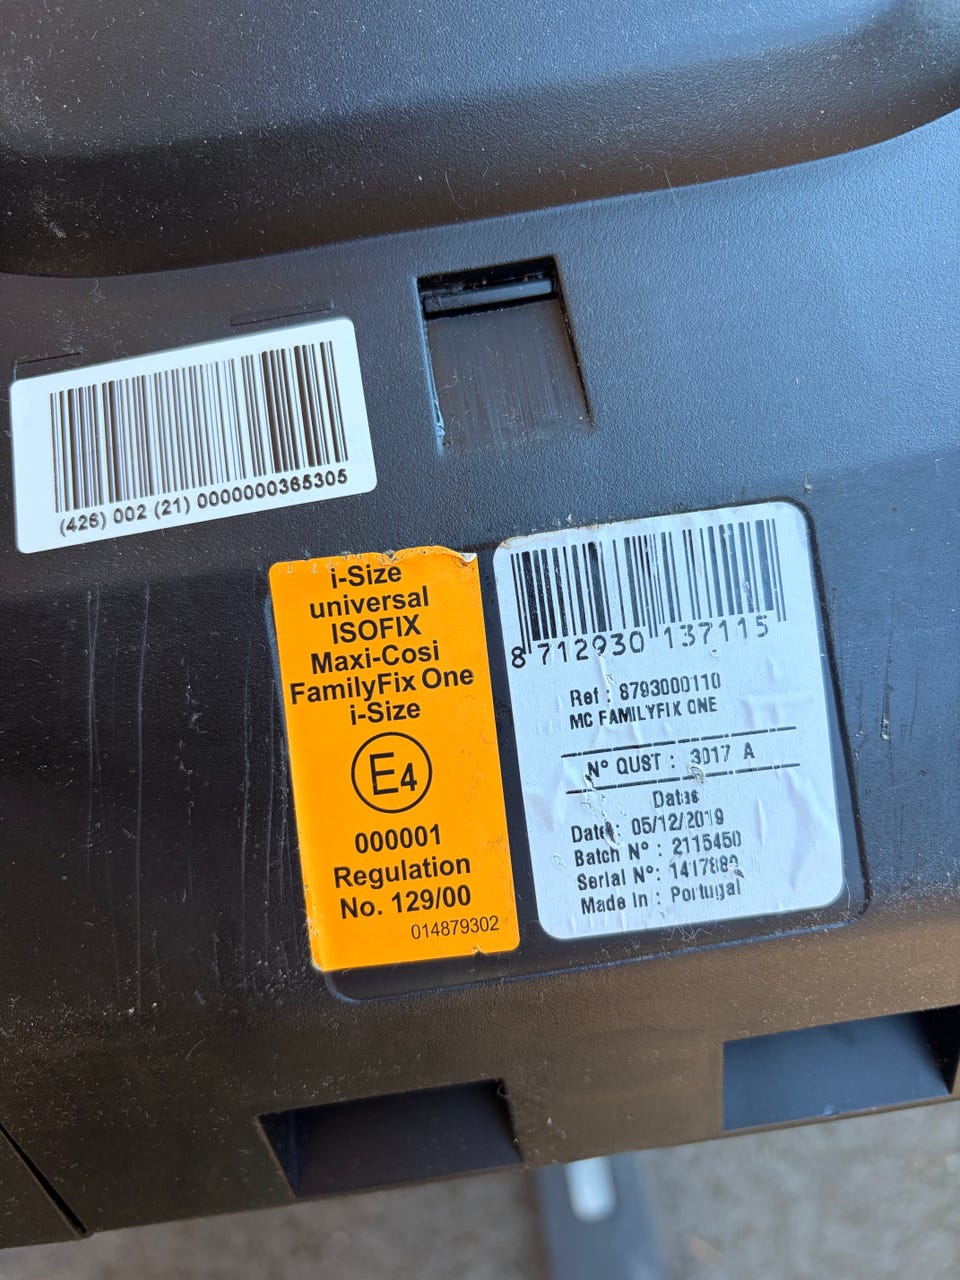 (426) 002 (21) 0000000365305
i-Size
universal
ISOFIX
Maxi-Cosi
FamilyFix One
i-Size
E4
000001
Regulation
No. 129/00
014879302
8 712930 137115
Ref : 8793000110
MC FAMILYFIX ONE
N° QUST : 3017 A
Datas
Date : 05/12/2019
Batch N° : 2115450
Serial N°: 1417889
Made In : Portugal